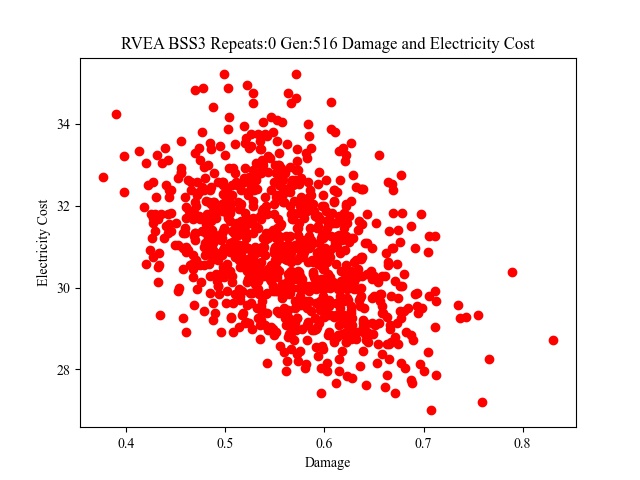 RVEA BSS3 Repeats:0 Gen:516 Damage and Electricity Cost
34
32
30
28
Electricity Cost
0.4 0.5 0.6 0.7 0.8
Damage